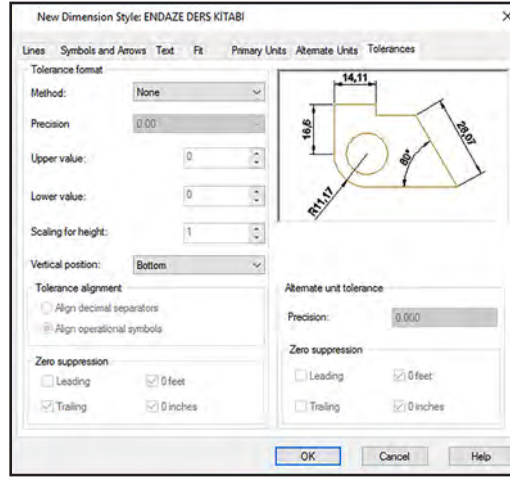 New Dimension Style: ENDAZE DERS KİTABI
Lines Symbols and Arrows Text Fit Primary Units Alternate Units Tolerances
Tolerance format
Method: None
Precision 0.00
Upper value: 0
Lower value: 0
Scaling for height: 1
Vertical position: Bottom
Tolerance alignment
Align decimal separators
Align operational symbols
Zero suppression
Leading 0 feet
Trailing 0 inches
14,11
16,6
28,07
80°
R11,17
Alternate unit tolerance
Precision: 0.000
Zero suppression
Leading 0 feet
Trailing 0 inches
OK Cancel Help